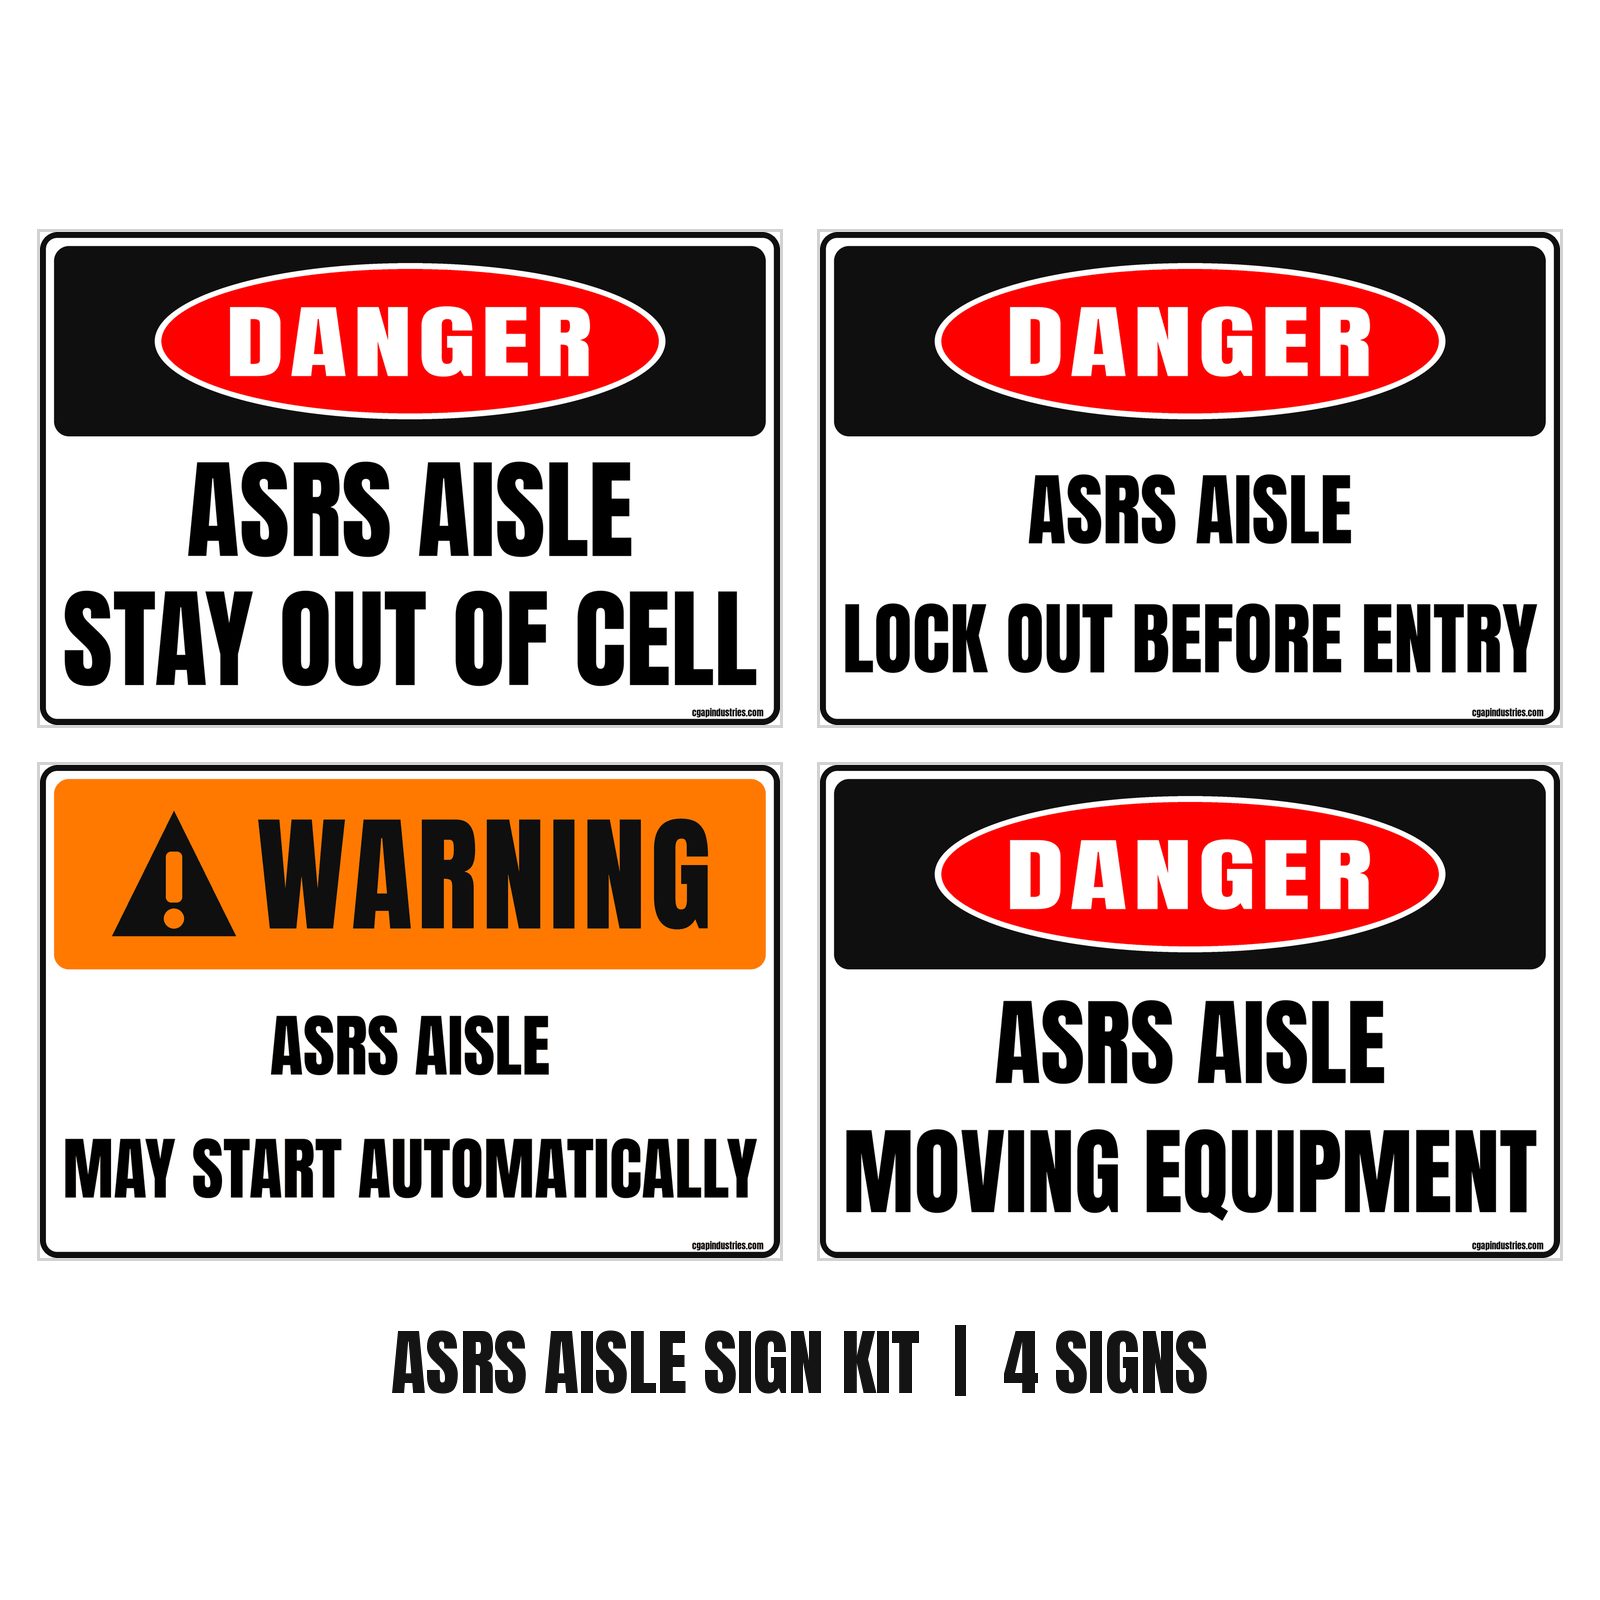 DANGER
ASRS AISLE
STAY OUT OF CELL
cgapindustries.com
DANGER
ASRS AISLE
LOCK OUT BEFORE ENTRY
cgapindustries.com
WARNING
ASRS AISLE
MAY START AUTOMATICALLY
cgapindustries.com
DANGER
ASRS AISLE
MOVING EQUIPMENT
cgapindustries.com
ASRS AISLE SIGN KIT | 4 SIGNS